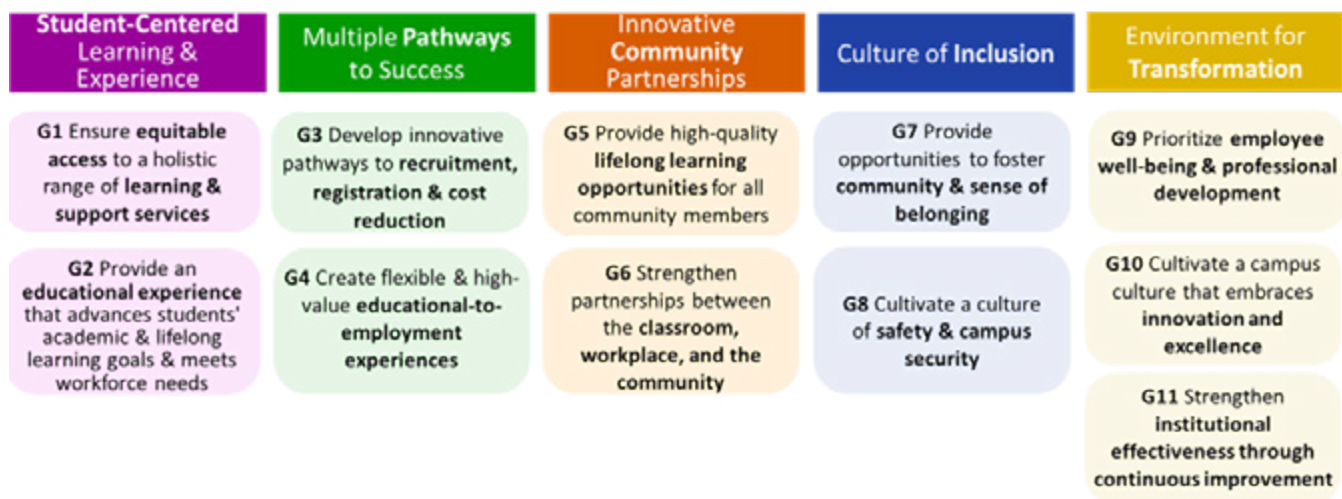 Student-Centered
Learning &
Experience
Multiple Pathways
to Success
Innovative
Community
Partnerships
Culture of Inclusion
Environment for
Transformation
G1 Ensure equitable
access to a holistic
range of learning &
support services
G2 Provide an
educational experience
that advances students'
academic & lifelong
learning goals & meets
workforce needs
G3 Develop innovative
pathways to recruitment,
registration & cost
reduction
G4 Create flexible & high-
value educational-to-
employment
experiences
G5 Provide high-quality
lifelong learning
opportunities for all
community members
G6 Strengthen
partnerships between
the classroom,
workplace, and the
community
G7 Provide
opportunities to foster
community & sense of
belonging
G8 Cultivate a culture
of safety & campus
security
G9 Prioritize employee
well-being & professional
development
G10 Cultivate a campus
culture that embraces
innovation and
excellence
G11 Strengthen
institutional
effectiveness through
continuous improvement